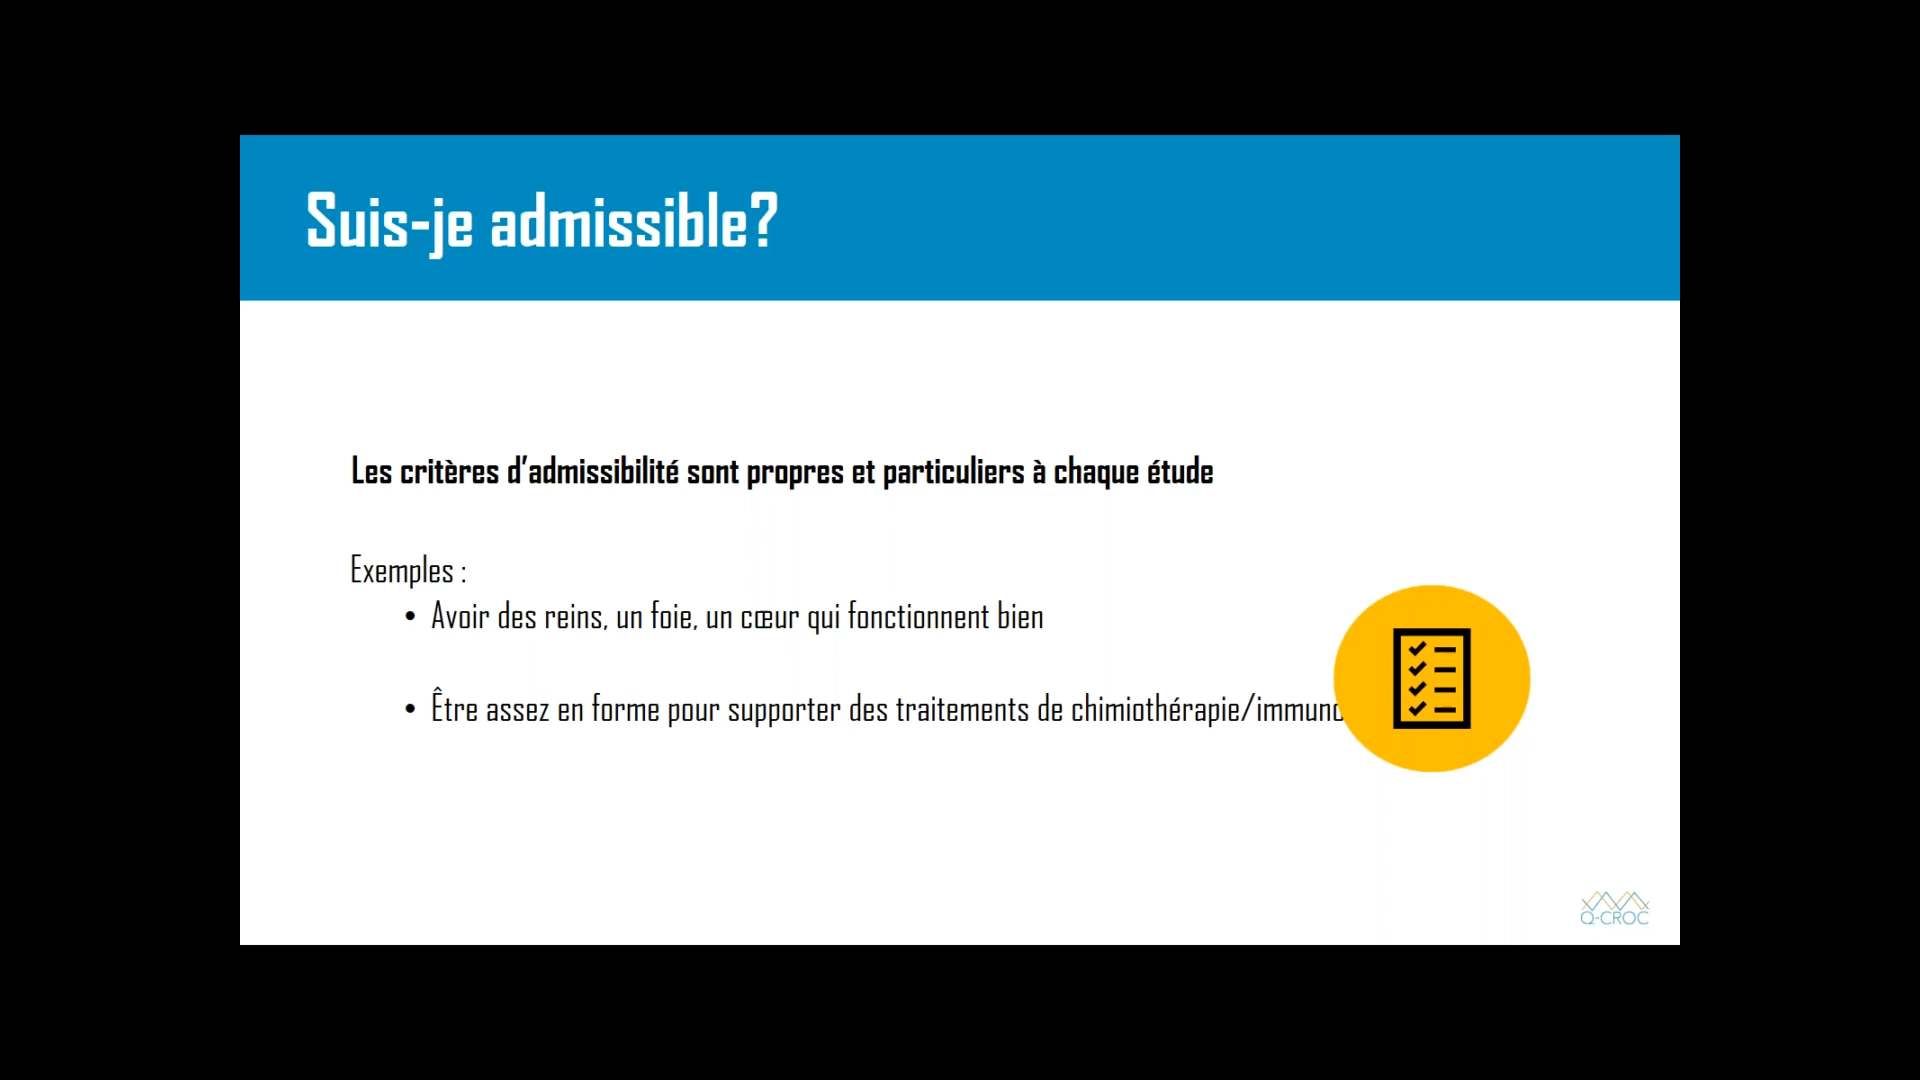 Suis-je admissible?
Les critères d’admissibilité sont propres et particuliers à chaque étude
Exemples :
• Avoir des reins, un foie, un cœur qui fonctionnent bien
• Être assez en forme pour supporter des traitements de chimiothérapie/immuno
Q-CROC